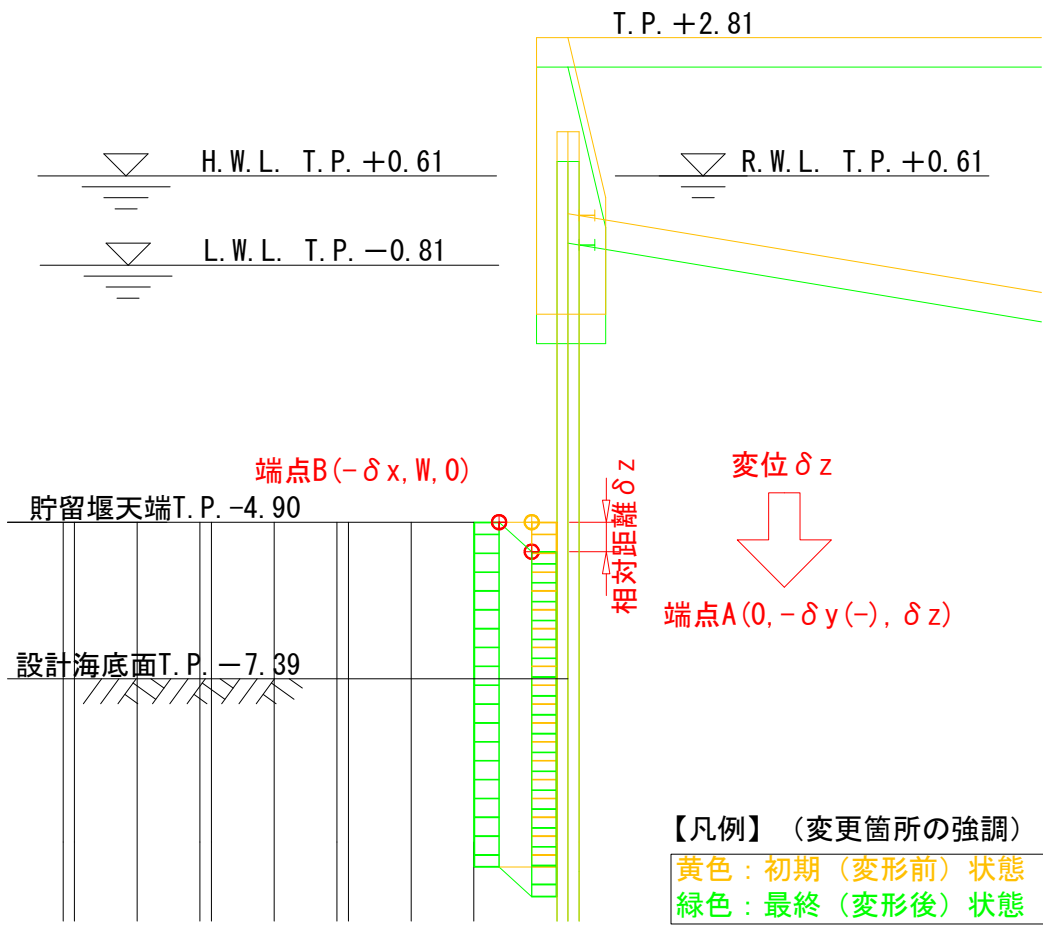 T.P.＋2.81
H.W.L. T.P.＋0.61
R.W.L. T.P.＋0.61
L.W.L. T.P.－0.81
端点B(-δx,W,0)
変位δz
相対距離δz
貯留堰天端T.P.-4.90
端点A(0,-δy(-),δz)
設計海底面T.P.－7.39
【凡例】（変更箇所の強調）
黄色：初期（変形前）状態
緑色：最終（変形後）状態